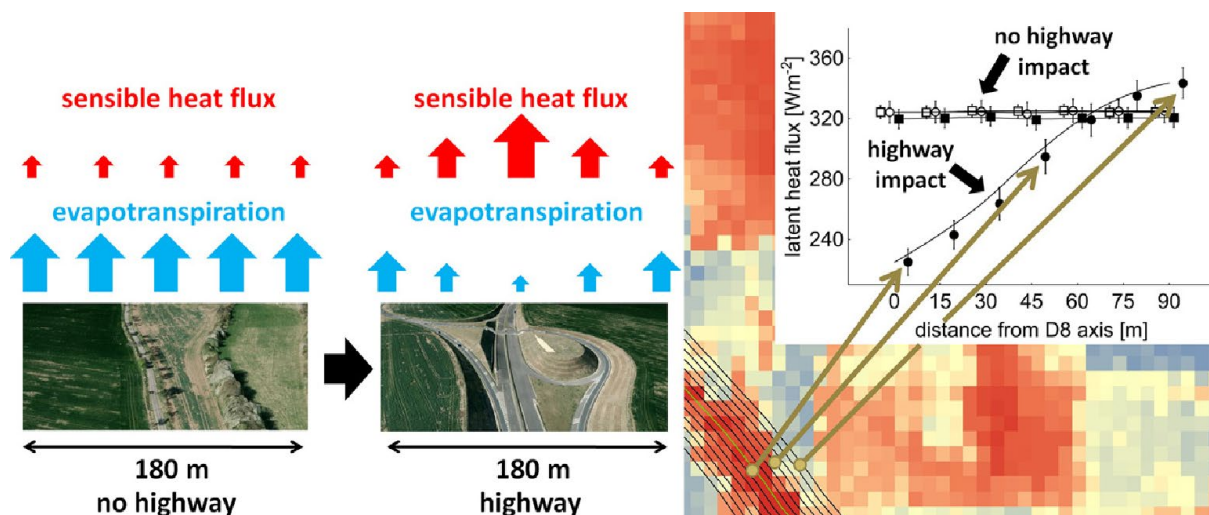 sensible heat flux
evapotranspiration
180 m
no highway
sensible heat flux
evapotranspiration
180 m
highway
latent heat flux [Wm-2]
360
320
280
240
no highway
impact
highway
impact
0 15 30 45 60 75 90
distance from D8 axis [m]